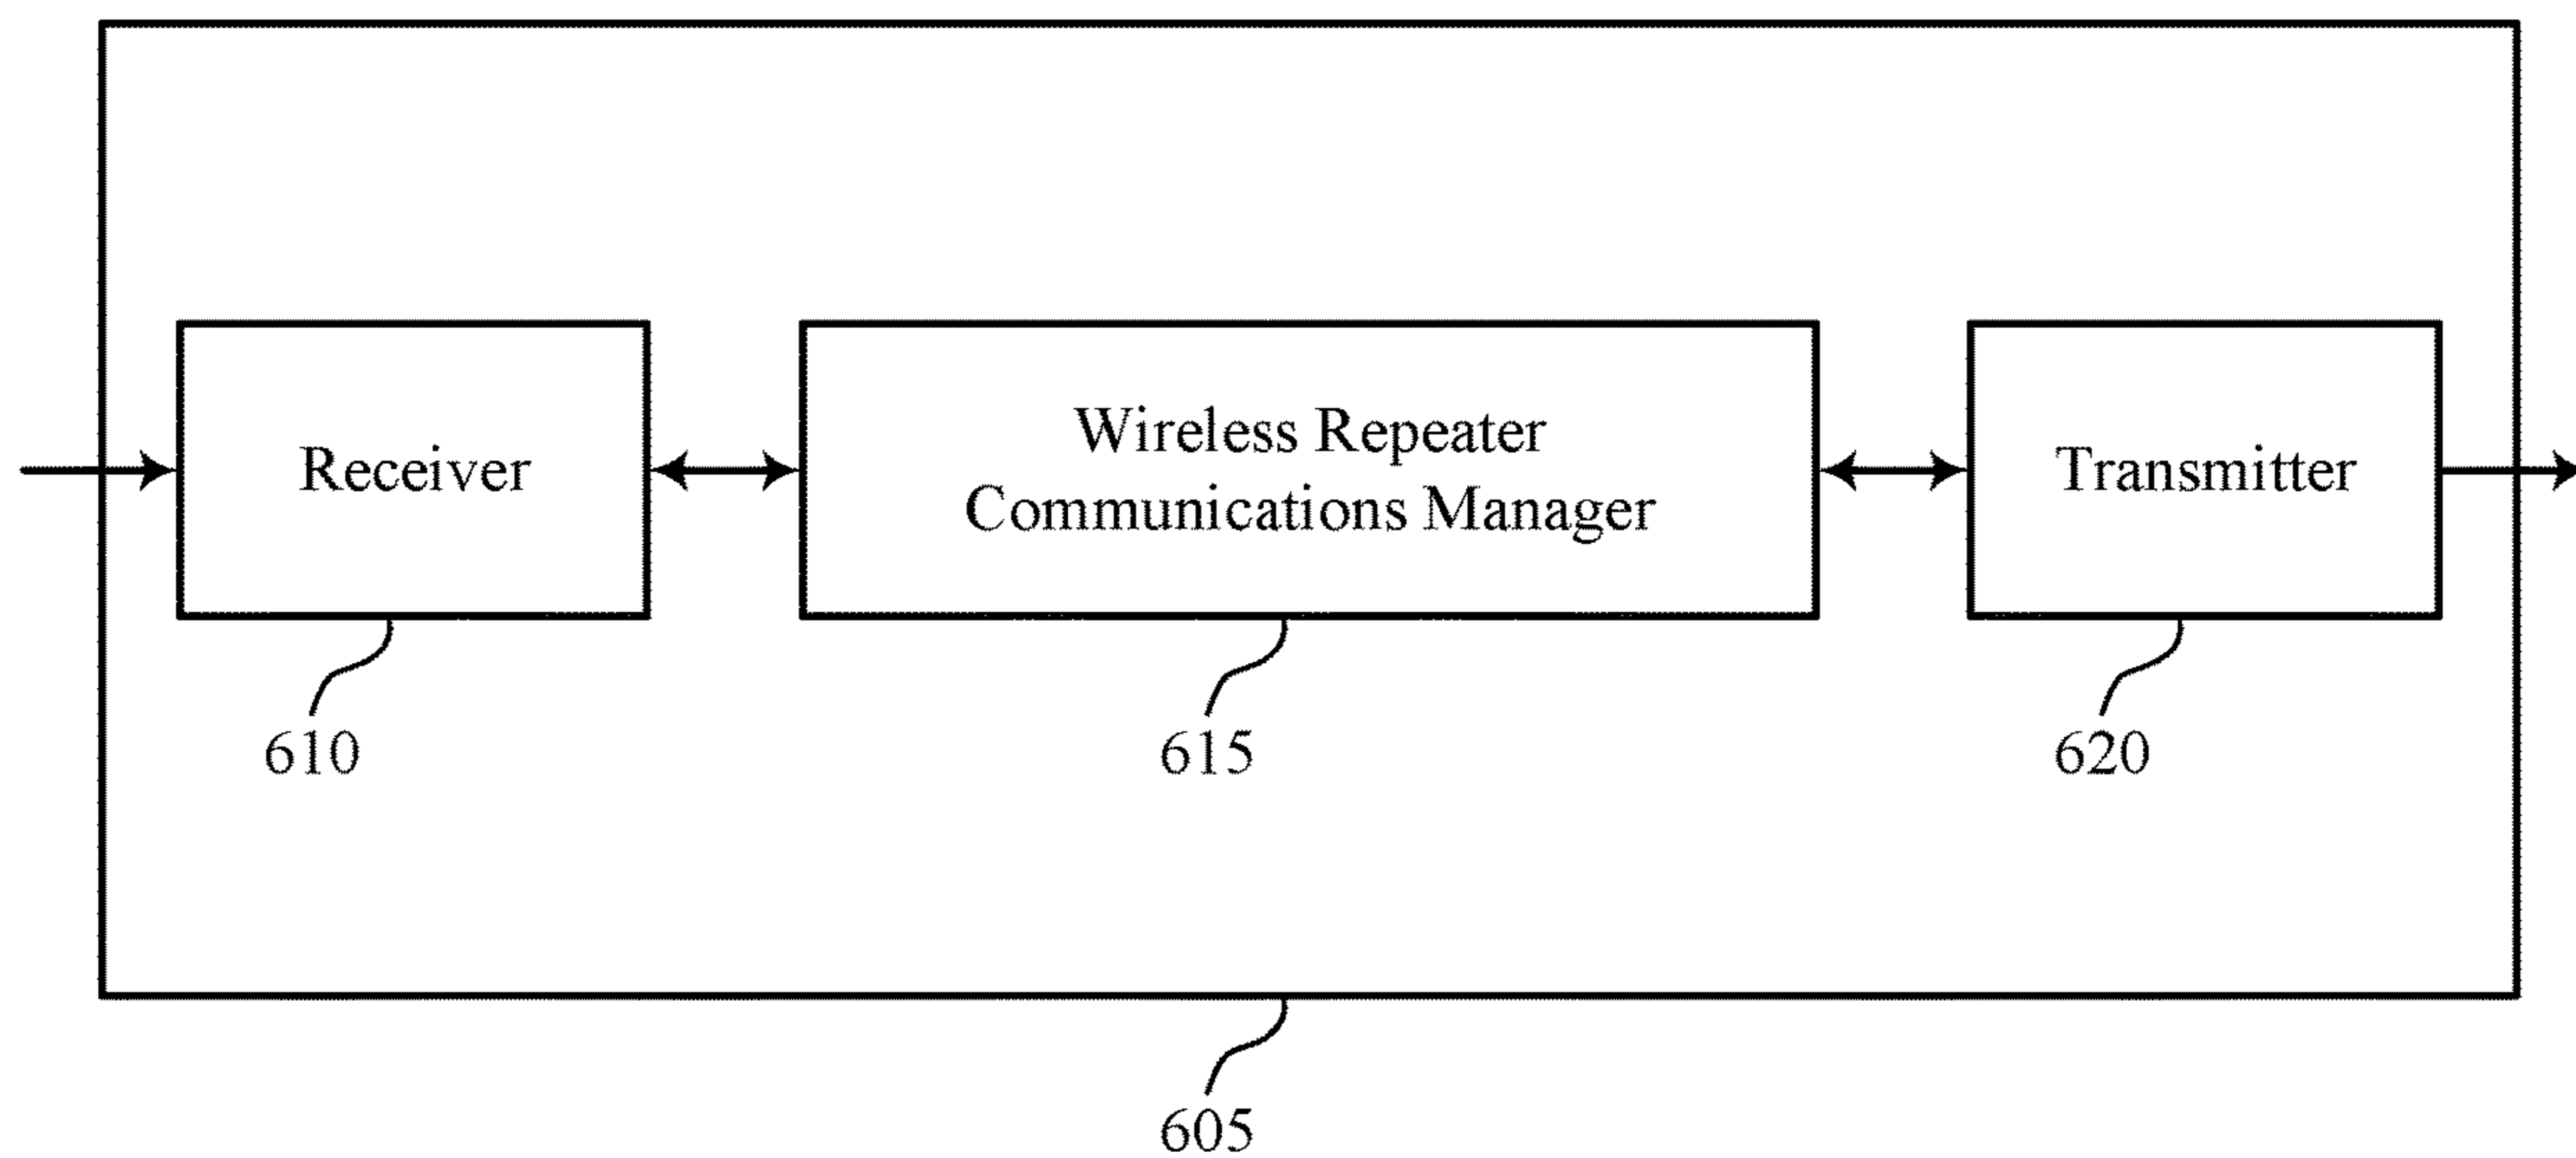 Receiver
Wireless Repeater
Communications Manager
Transmitter
610
615
620
605